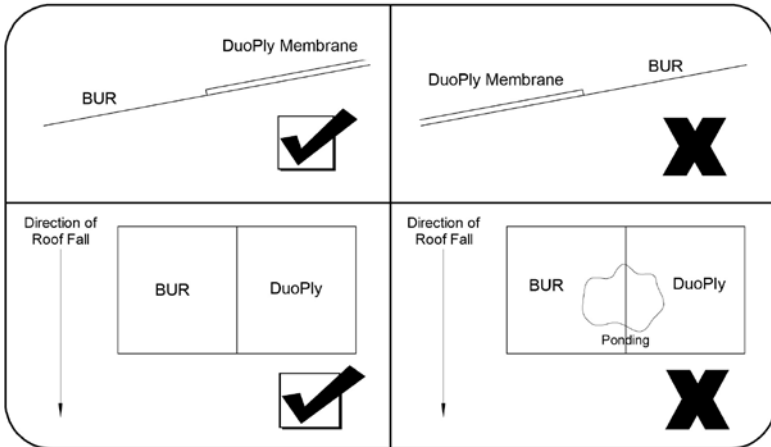 DuoPly Membrane
BUR
BUR
DuoPly Membrane
Direction of
Roof Fall
BUR
DuoPly
Direction of
Roof Fall
BUR
DuoPly
Ponding